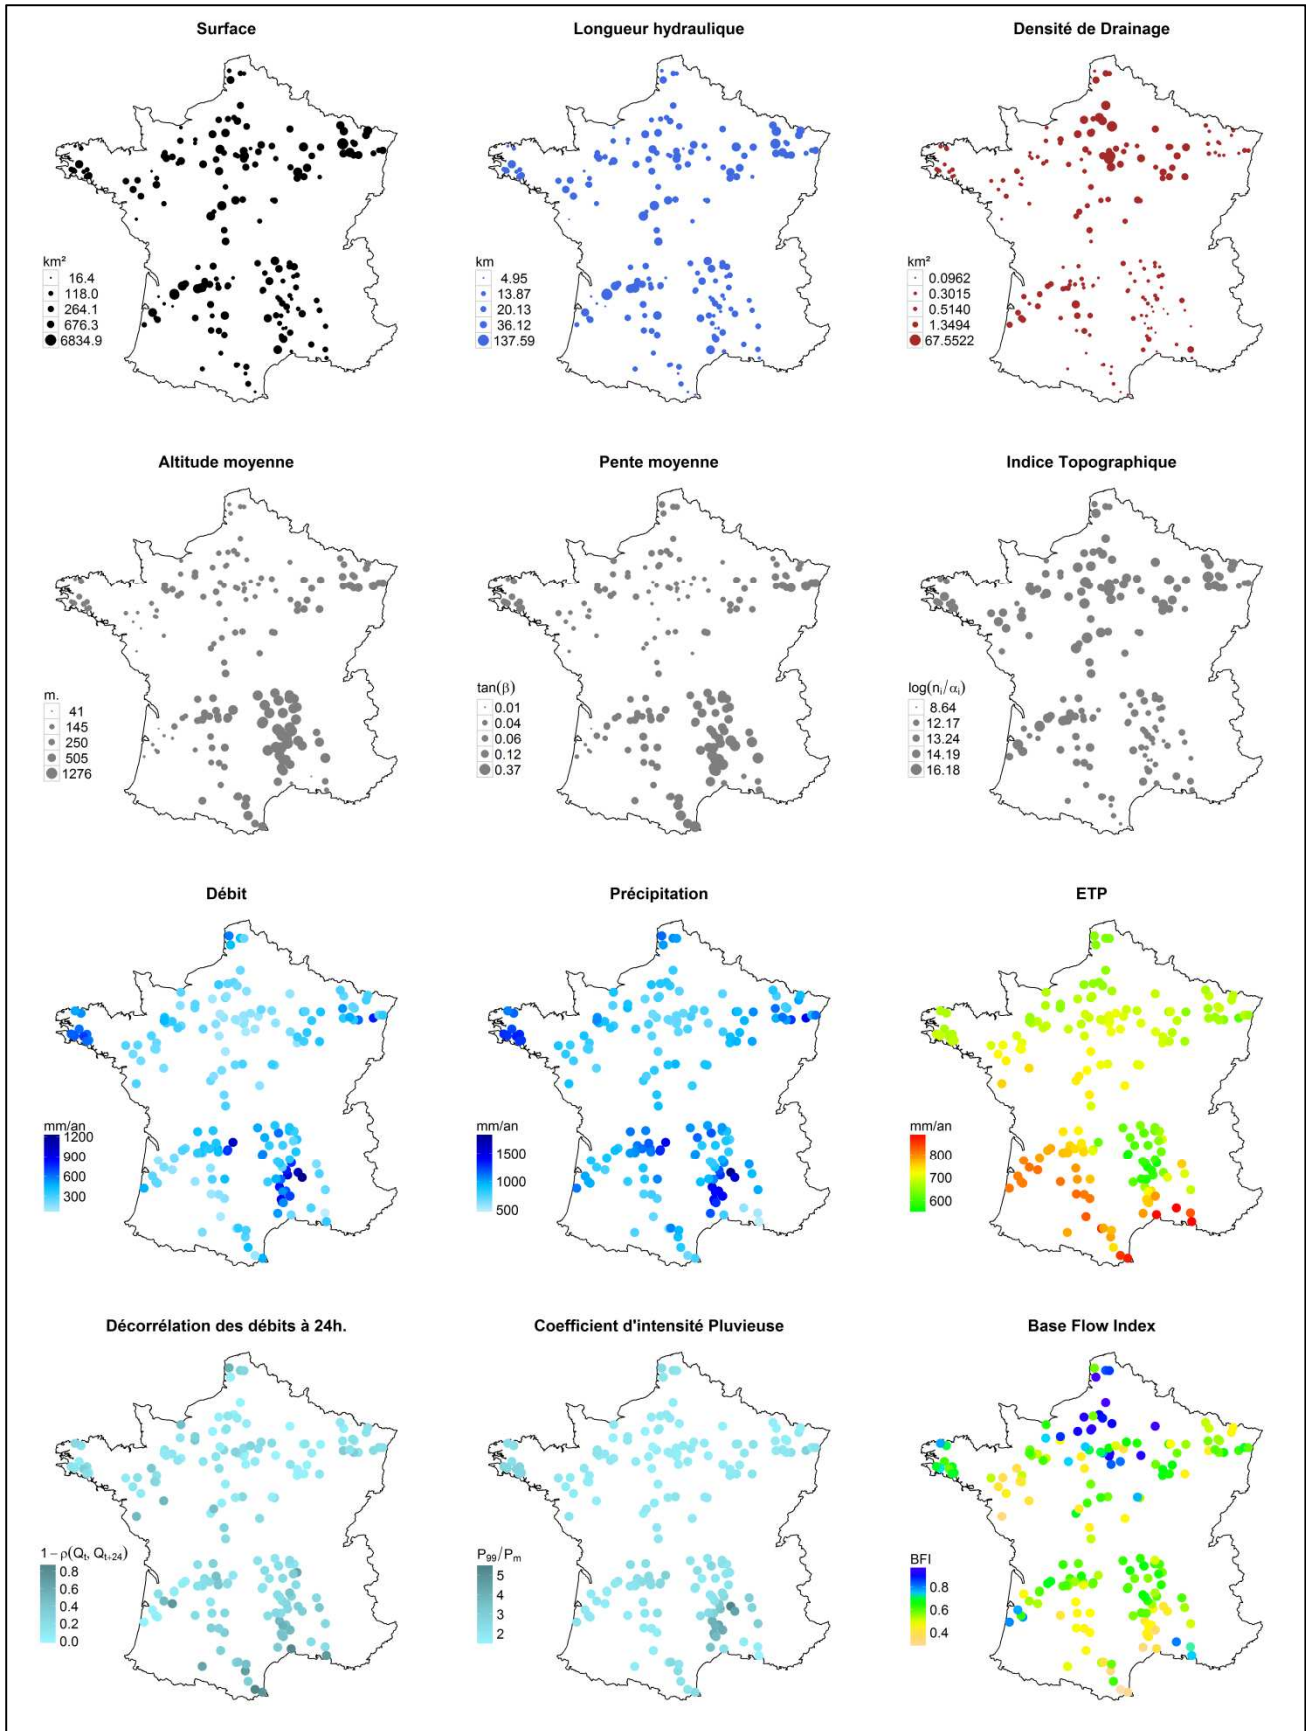 Surface
Longueur hydraulique
Densité de Drainage
km²
16.4
118.0
264.1
676.3
6834.9
km
4.95
13.87
20.13
36.12
137.59
km²
0.0962
0.3015
0.5140
1.3494
67.5522
Altitude moyenne
Pente moyenne
Indice Topographique
m.
41
145
250
505
1276
tan(β)
0.01
0.04
0.06
0.12
0.37
log(nᵢ/αᵢ)
8.64
12.17
13.24
14.19
16.18
Débit
Précipitation
ETP
mm/an
1200
900
600
300
mm/an
1500
1000
500
mm/an
800
600
Décorrélation des débits à 24h.
Coefficient d'intensité Pluvieuse
Base Flow Index
1−ρ(Qₜ, Qₜ₊₂₄)
0.8
0.6
0.4
0.2
0.0
P₉₉/Pₘ
5
4
3
2
BFI
0.8
0.6
0.4